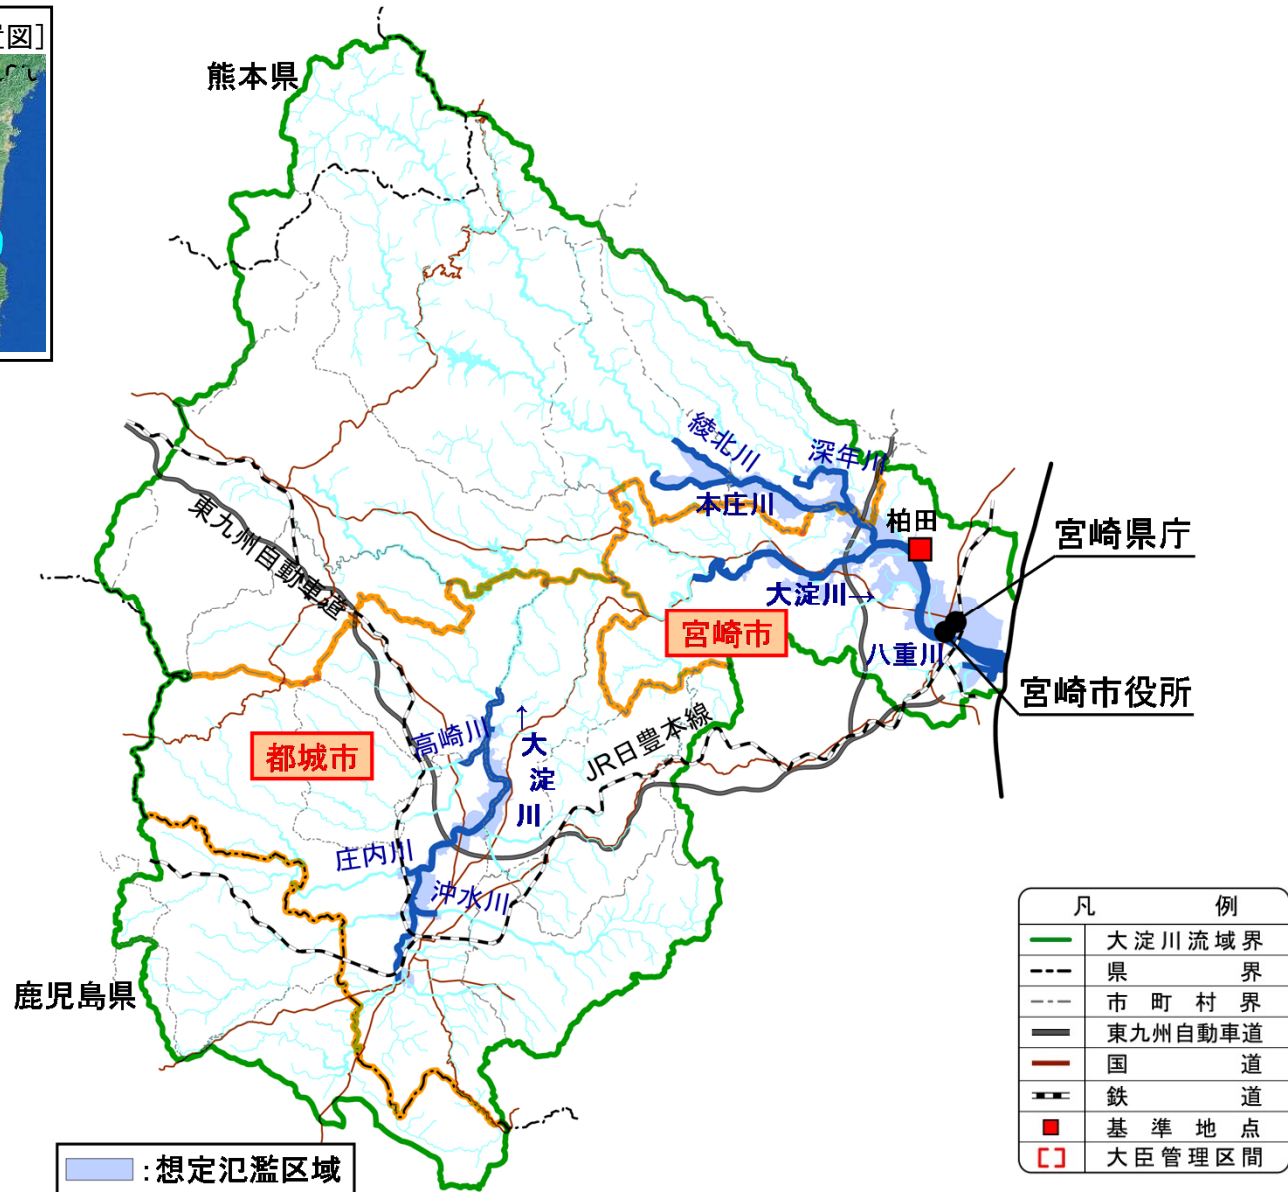 図]
熊本県
綾北川
深年川
本庄川
柏田
宮崎県庁
東九州自動車道
大淀川→
宮崎市
八重川
宮崎市役所
高崎川
↑
大淀川
JR日豊本線
都城市
庄内川
沖水川
鹿児島県
凡 例
大淀川流域界
県 界
市町村界
東九州自動車道
国 道
鉄 道
基準地点
大臣管理区間
:想定氾濫区域